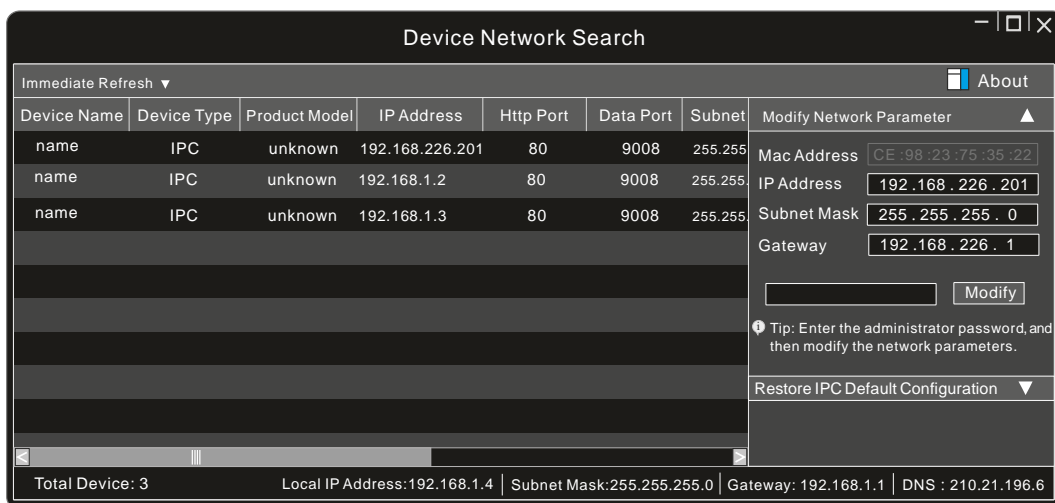 Device Network Search
Immediate Refresh ▼
About
Device Name Device Type Product Model IP Address Http Port Data Port Subnet
name IPC unknown 192.168.226.201 80 9008 255.255
name IPC unknown 192.168.1.2 80 9008 255.255.
name IPC unknown 192.168.1.3 80 9008 255.255.
Modify Network Parameter ▲
Mac Address CE :98 :23 :75 :35 :22
IP Address 192 .168 . 226 . 201
Subnet Mask 255 . 255 . 255 . 0
Gateway 192 .168 . 226 . 1
Modify
Tip: Enter the administrator password, and
then modify the network parameters.
Restore IPC Default Configuration ▼
Total Device: 3 Local IP Address:192.168.1.4 Subnet Mask:255.255.255.0 Gateway: 192.168.1.1 DNS : 210.21.196.6